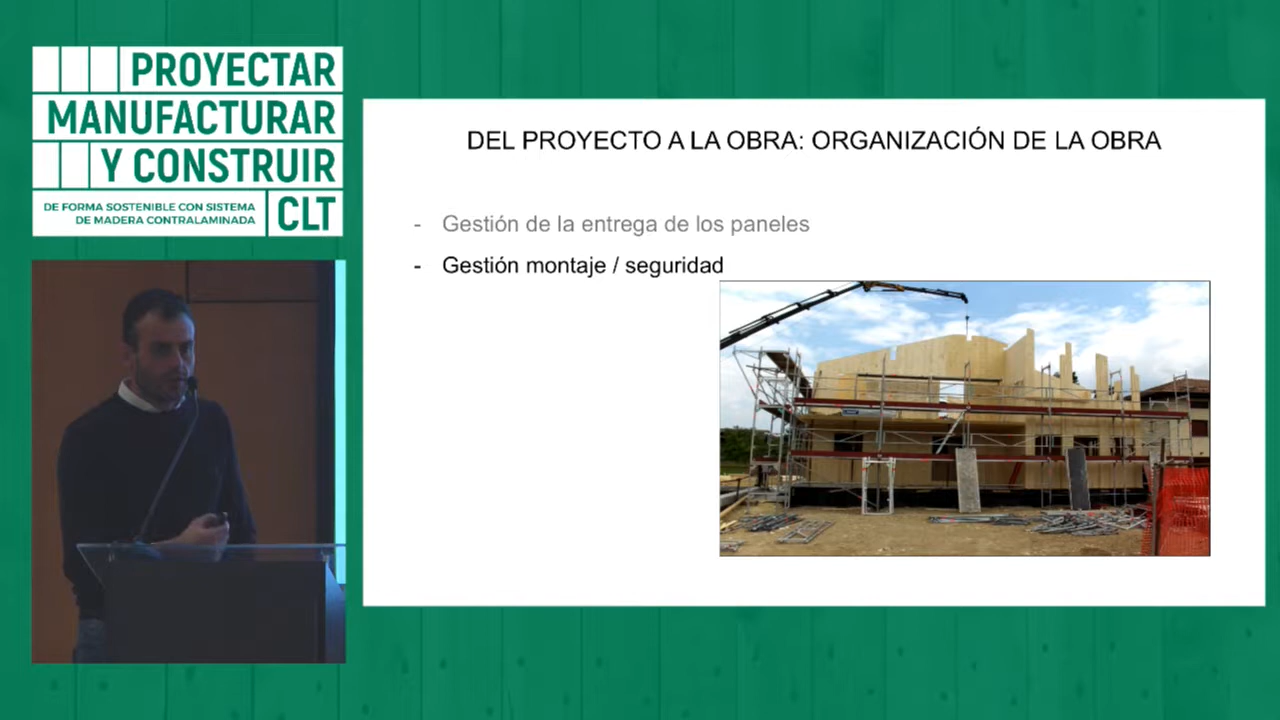 PROYECTAR
MANUFACTURAR
Y CONSTRUIR
DE FORMA SOSTENIBLE CON SISTEMA
DE MADERA CONTRALAMINADA
CLT
DEL PROYECTO A LA OBRA: ORGANIZACIÓN DE LA OBRA
- Gestión de la entrega de los paneles
- Gestión montaje / seguridad